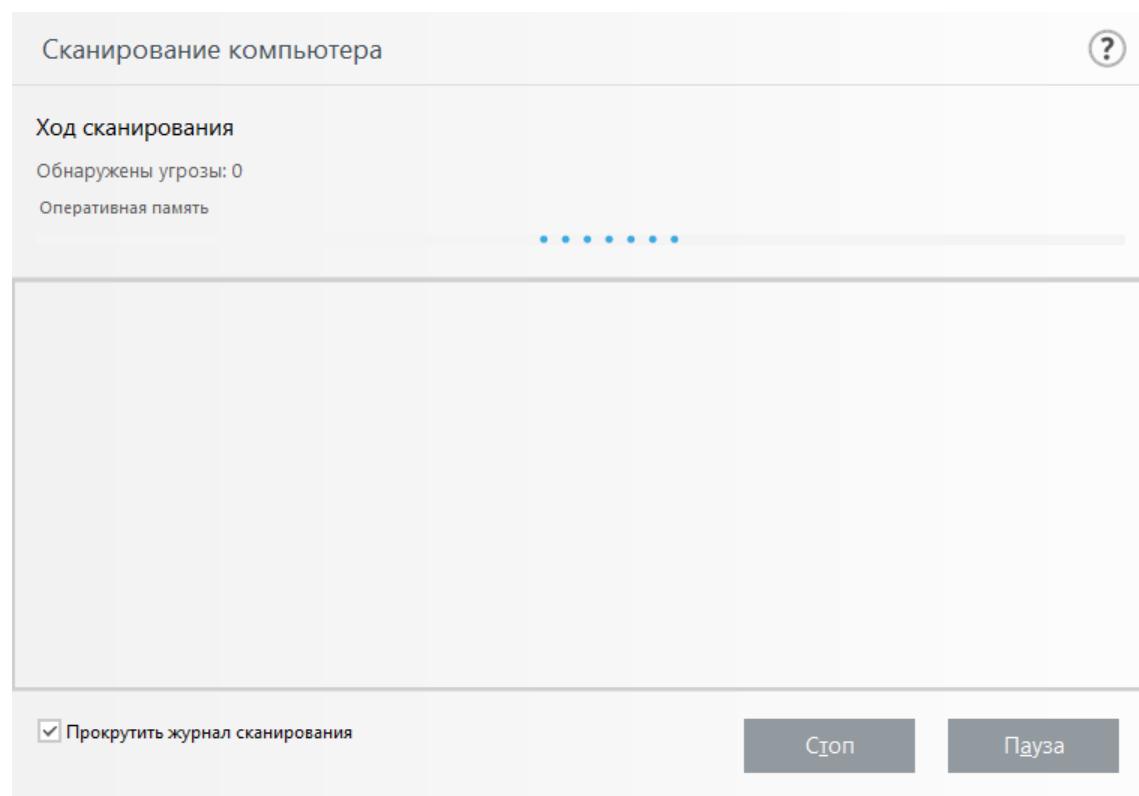 Сканирование компьютера
?
Ход сканирования
Обнаружены угрозы: 0
Оперативная память
Прокрутить журнал сканирования
Стоп
Пауза